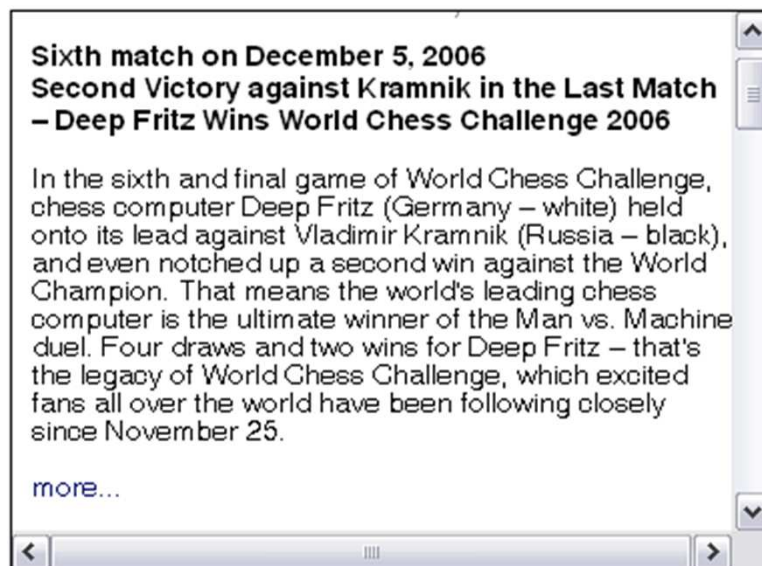 Sixth match on December 5, 2006
Second Victory against Kramnik in the Last Match
– Deep Fritz Wins World Chess Challenge 2006
In the sixth and final game of World Chess Challenge,
chess computer Deep Fritz (Germany – white) held
onto its lead against Vladimir Kramnik (Russia – black),
and even notched up a second win against the World
Champion. That means the world's leading chess
computer is the ultimate winner of the Man vs. Machine
duel. Four draws and two wins for Deep Fritz – that's
the legacy of World Chess Challenge, which excited
fans all over the world have been following closely
since November 25.
more...